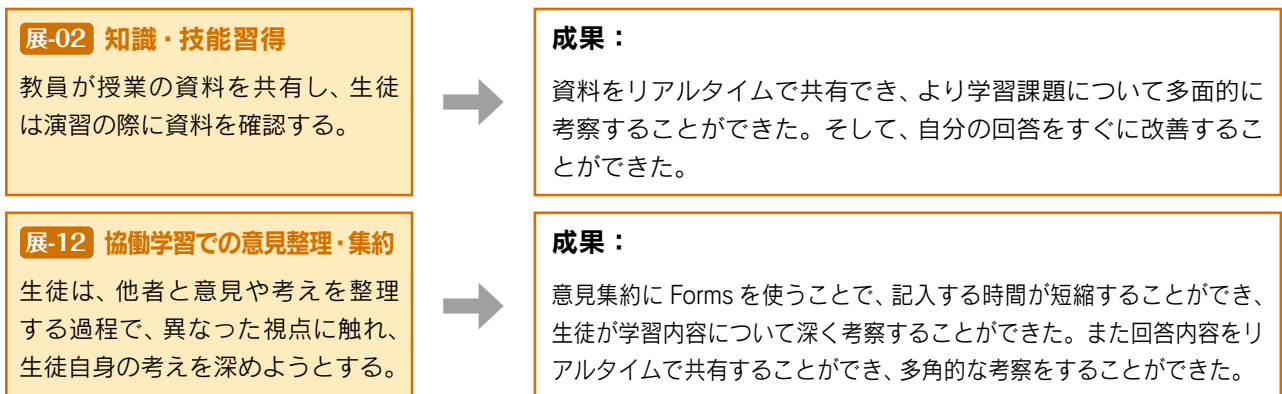 展-02 知識・技能習得
教員が授業の資料を共有し、生徒
は演習の際に資料を確認する。
成果：
資料をリアルタイムで共有でき、より学習課題について多面的に
考察することができた。そして、自分の回答をすぐに改善するこ
とができた。
展-12 協働学習での意見整理・集約
生徒は、他者と意見や考えを整理
する過程で、異なった視点に触れ、
生徒自身の考えを深めようとする。
成果：
意見集約に Forms を使うことで、記入する時間が短縮することができ、
生徒が学習内容について深く考察することができた。また回答内容をリ
アルタイムで共有することができ、多角的な考察をすることができた。